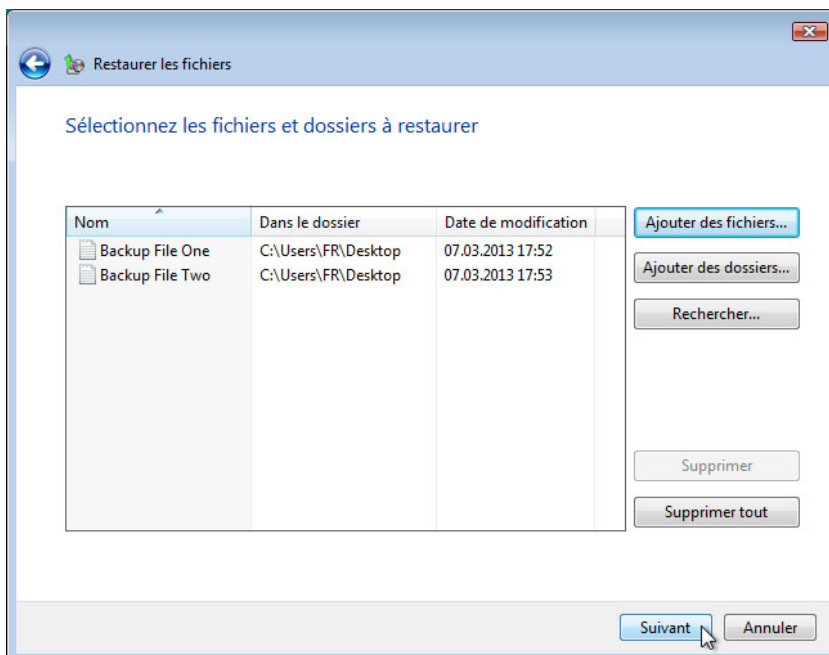 Restaurer les fichiers
Sélectionnez les fichiers et dossiers à restaurer
Nom Dans le dossier Date de modification
Backup File One C:\Users\FR\Desktop 07.03.2013 17:52
Backup File Two C:\Users\FR\Desktop 07.03.2013 17:53
Ajouter des fichiers...
Ajouter des dossiers...
Rechercher...
Supprimer
Supprimer tout
Suivant Annuler